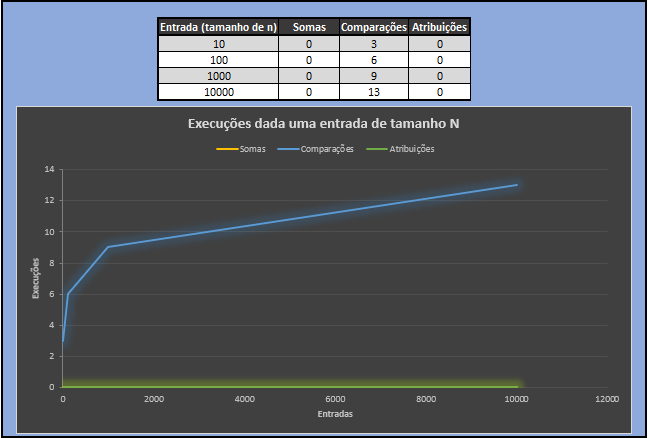 Entrada (tamanho de n) Somas Comparações Atribuições
10 0 3 0
100 0 6 0
1000 0 9 0
10000 0 13 0
Execuções dada uma entrada de tamanho N
Somas Comparações Atribuições
14
12
10
8
6
4
2
0
Execuções
0 2000 4000 6000 8000 10000 12000
Entradas